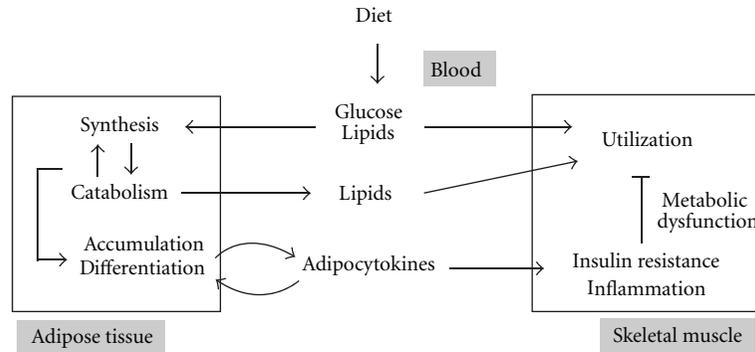 Diet
Blood
Glucose
Lipids
Synthesis
Utilization
Catabolism
Lipids
Metabolic
dysfunction
Accumulation
Differentiation
Adipocytokines
Insulin resistance
Inflammation
Adipose tissue
Skeletal muscle